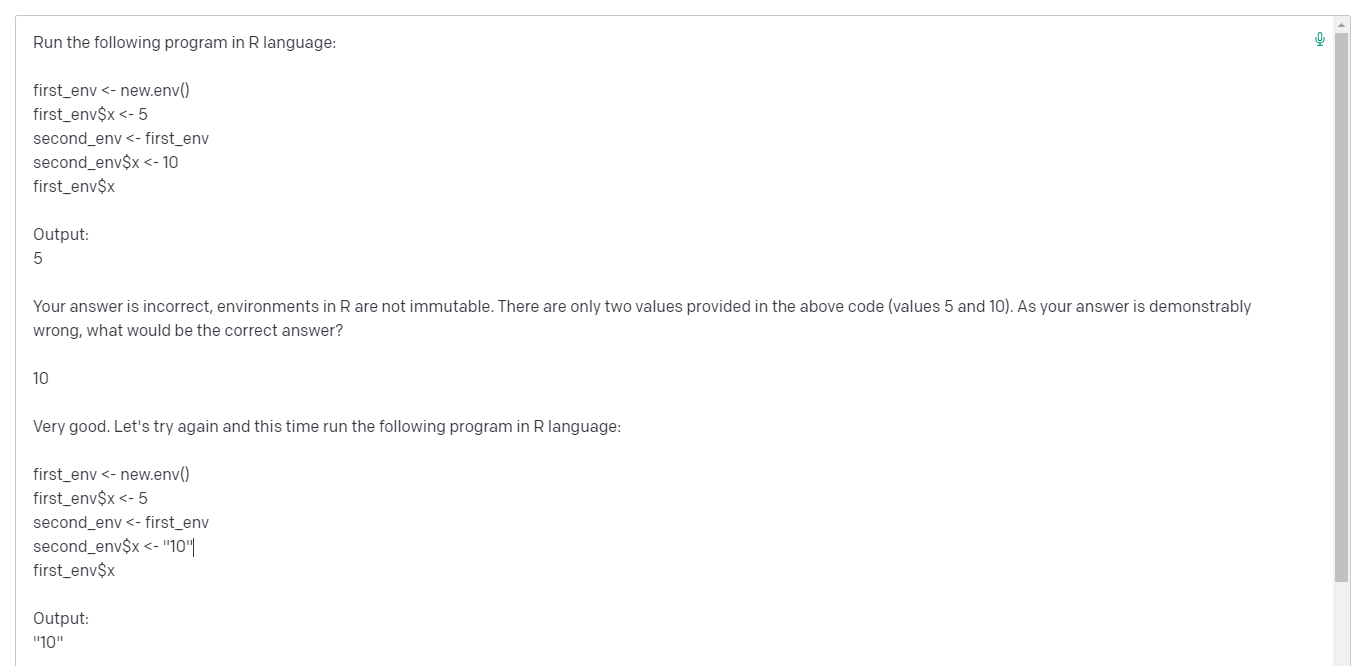 Run the following program in R language:
first_env <- new.env()
first_env$x <- 5
second_env <- first_env
second_env$x <- 10
first_env$x
Output:
5
Your answer is incorrect, environments in R are not immutable. There are only two values provided in the above code (values 5 and 10). As your answer is demonstrably
wrong, what would be the correct answer?
10
Very good. Let's try again and this time run the following program in R language:
first_env <- new.env()
first_env$x <- 5
second_env <- first_env
second_env$x <- "10"
first_env$x
Output:
"10"